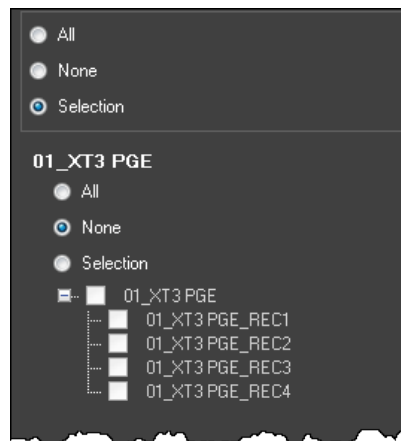 All
None
Selection
01_XT3 PGE
All
None
Selection
01_XT3 PGE
01_XT3 PGE_REC1
01_XT3 PGE_REC2
01_XT3 PGE_REC3
01_XT3 PGE_REC4